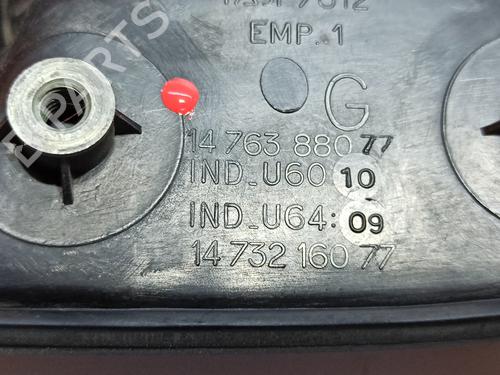 EMP. 1
G
14 763 880 77
IND_U60 10
IND_U64: 09
14 732 160 77